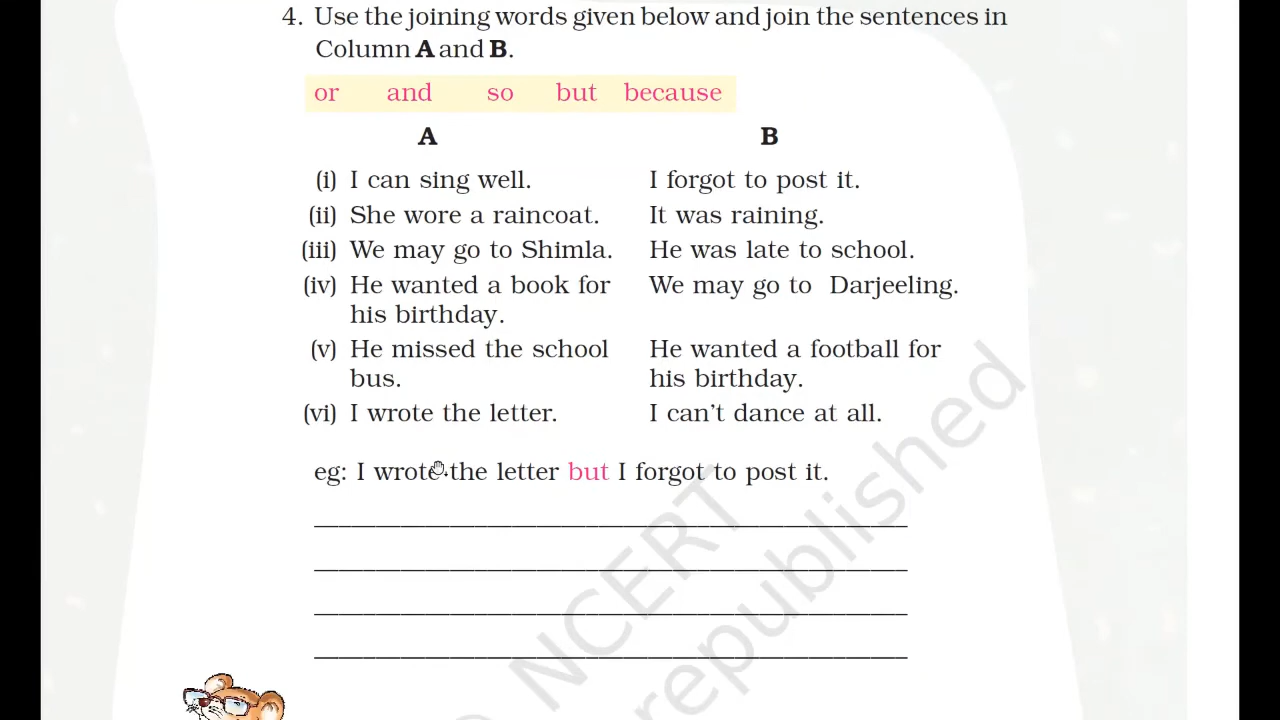 4. Use the joining words given below and join the sentences in
Column A and B.
or and so but because
A B
(i) I can sing well. I forgot to post it.
(ii) She wore a raincoat. It was raining.
(iii) We may go to Shimla. He was late to school.
(iv) He wanted a book for We may go to Darjeeling.
his birthday.
(v) He missed the school He wanted a football for
bus. his birthday.
(vi) I wrote the letter. I can't dance at all.
eg: I wrote the letter but I forgot to post it.
NCERT
republished